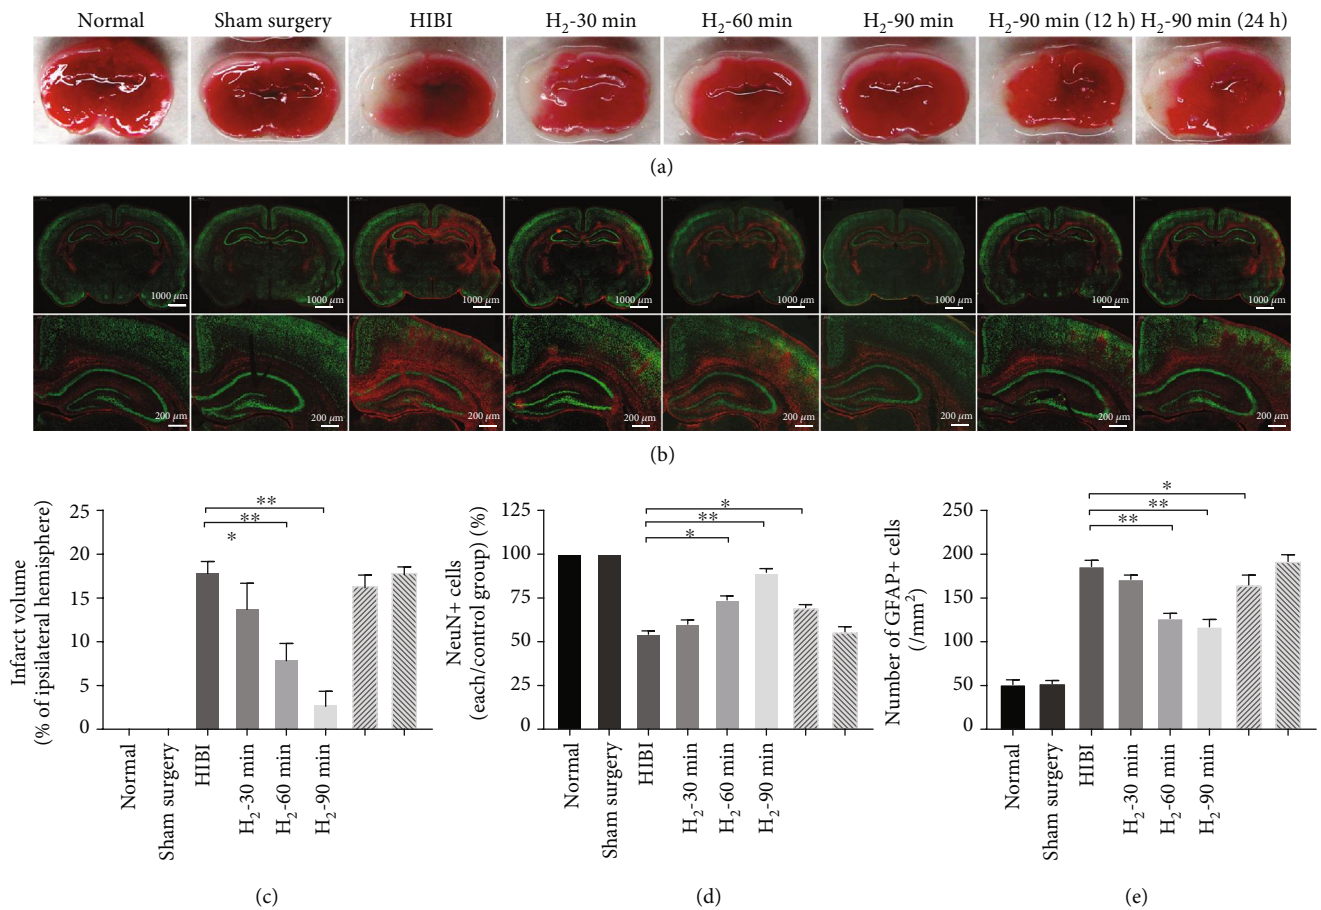 Normal Sham surgery HIBI H₂-30 min H₂-60 min H₂-90 min H₂-90 min (12 h) H₂-90 min (24 h)
(a)
1000 µm 1000 µm 1000 µm 1000 µm 1000 µm 1000 µm 1000 µm 1000 µm
200 µm 200 µm 200 µm 200 µm 200 µm 200 µm 200 µm 200 µm
(b)
Infarct volume
(% of ipsilateral hemisphere)
25
20
15
10
5
0
**
**
*
Normal
Sham surgery
HIBI
H₂-30 min
H₂-60 min
H₂-90 min
(c)
NeuN+ cells
(each/control group) (%)
125
100
75
50
25
0
*
**
*
Normal
Sham surgery
HIBI
H₂-30 min
H₂-60 min
H₂-90 min
(d)
Number of GFAP+ cells
(/mm²)
250
200
150
100
50
0
*
**
**
Normal
Sham surgery
HIBI
H₂-30 min
H₂-60 min
H₂-90 min
(e)